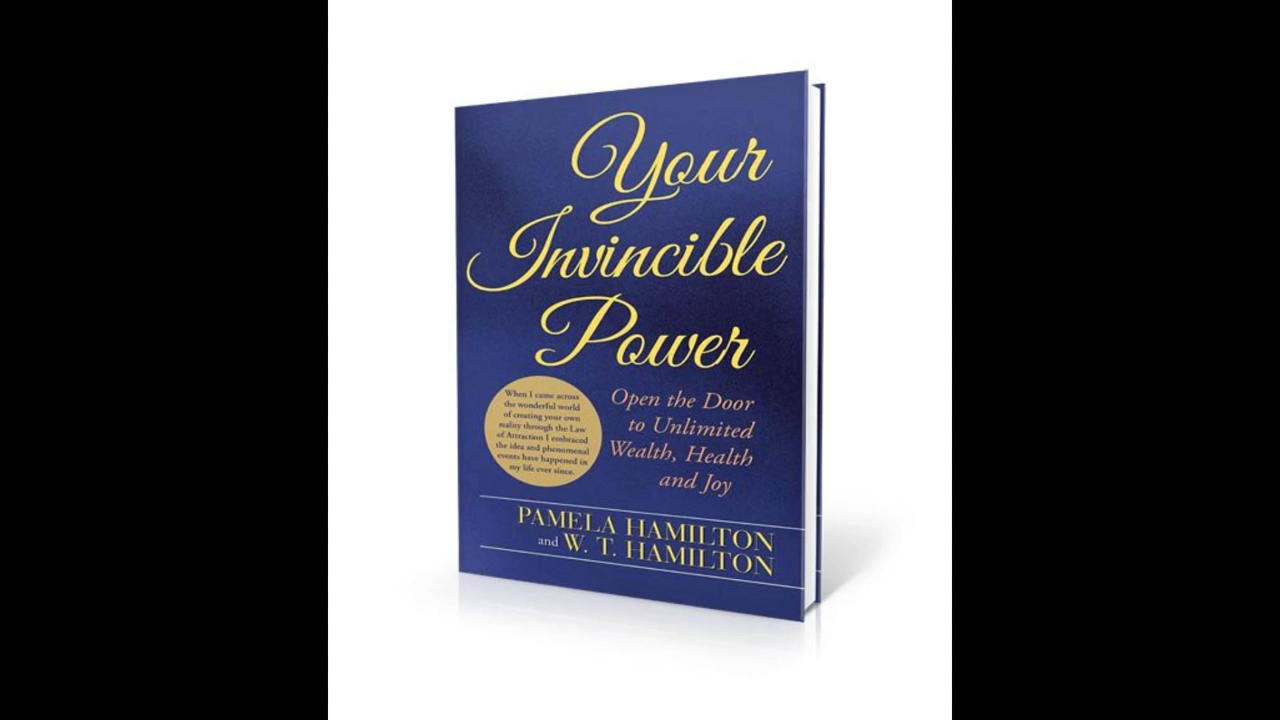 Your
Invincible
Power
When I came across
the wonderful world
of creating your own
reality through the Law
of Attraction I embraced
the idea and phenomenal
events have happened in
my life ever since.
Open the Door
to Unlimited
Wealth, Health
and Joy
PAMELA HAMILTON
and W. T. HAMILTON